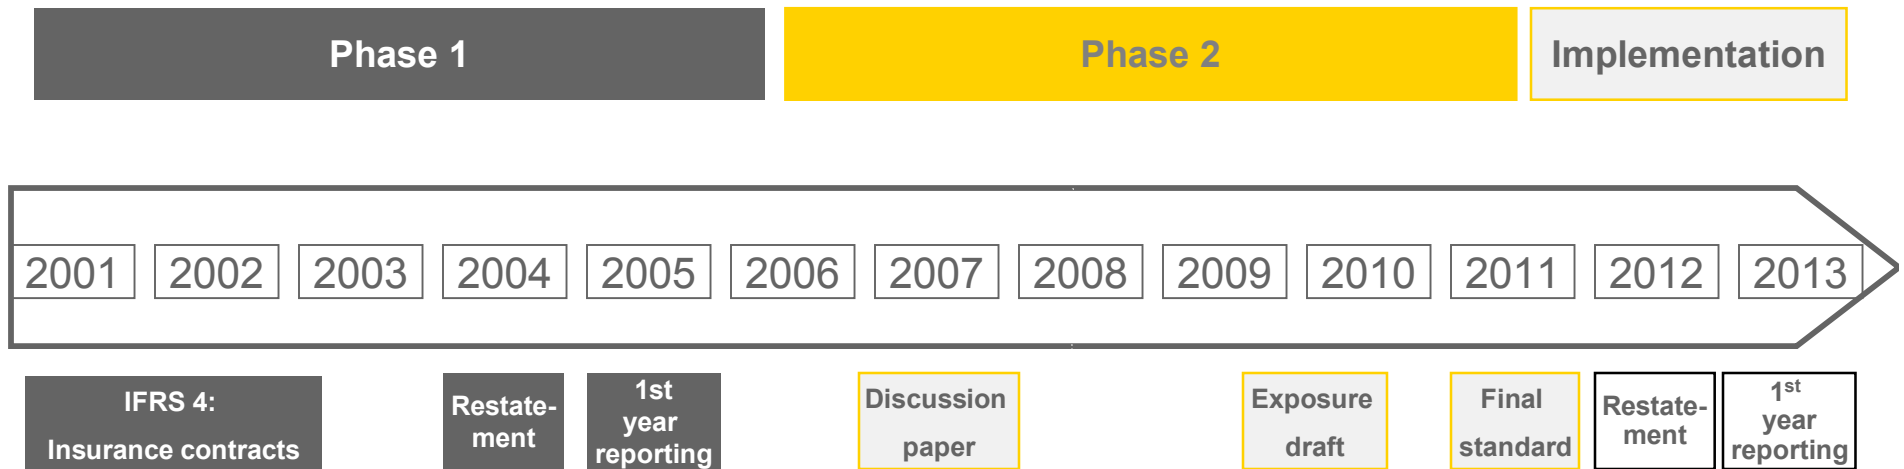 Phase 1
Phase 2
Implementation
2001
2002
2003
2004
2005
2006
2007
2008
2009
2010
2011
2012
2013
IFRS 4:
Insurance contracts
Restate-
ment
1st
year
reporting
Discussion
paper
Exposure
draft
Final
standard
Restate-
ment
1st
year
reporting